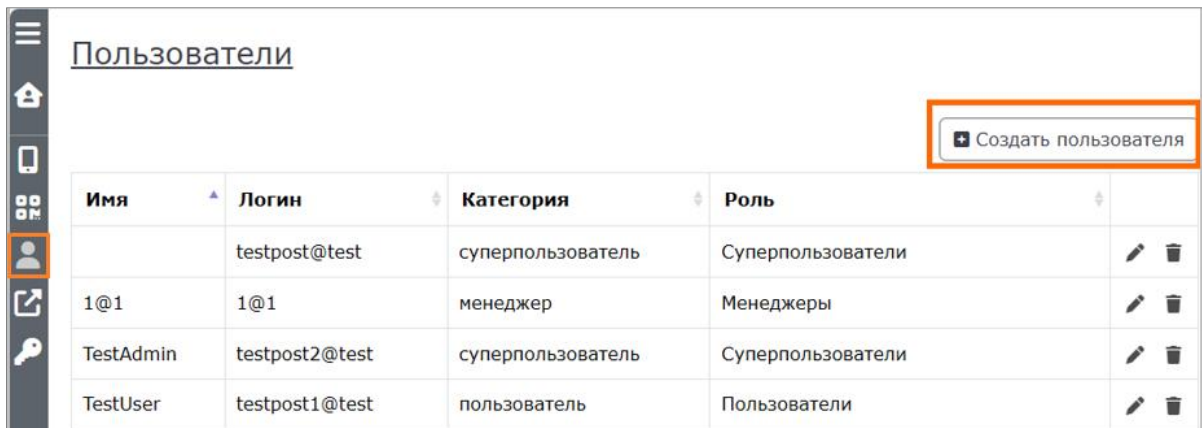 Пользователи
Создать пользователя
Имя Логин Категория Роль
testpost@test суперпользователь Суперпользователи
1@1 1@1 менеджер Менеджеры
TestAdmin testpost2@test суперпользователь Суперпользователи
TestUser testpost1@test пользователь Пользователи